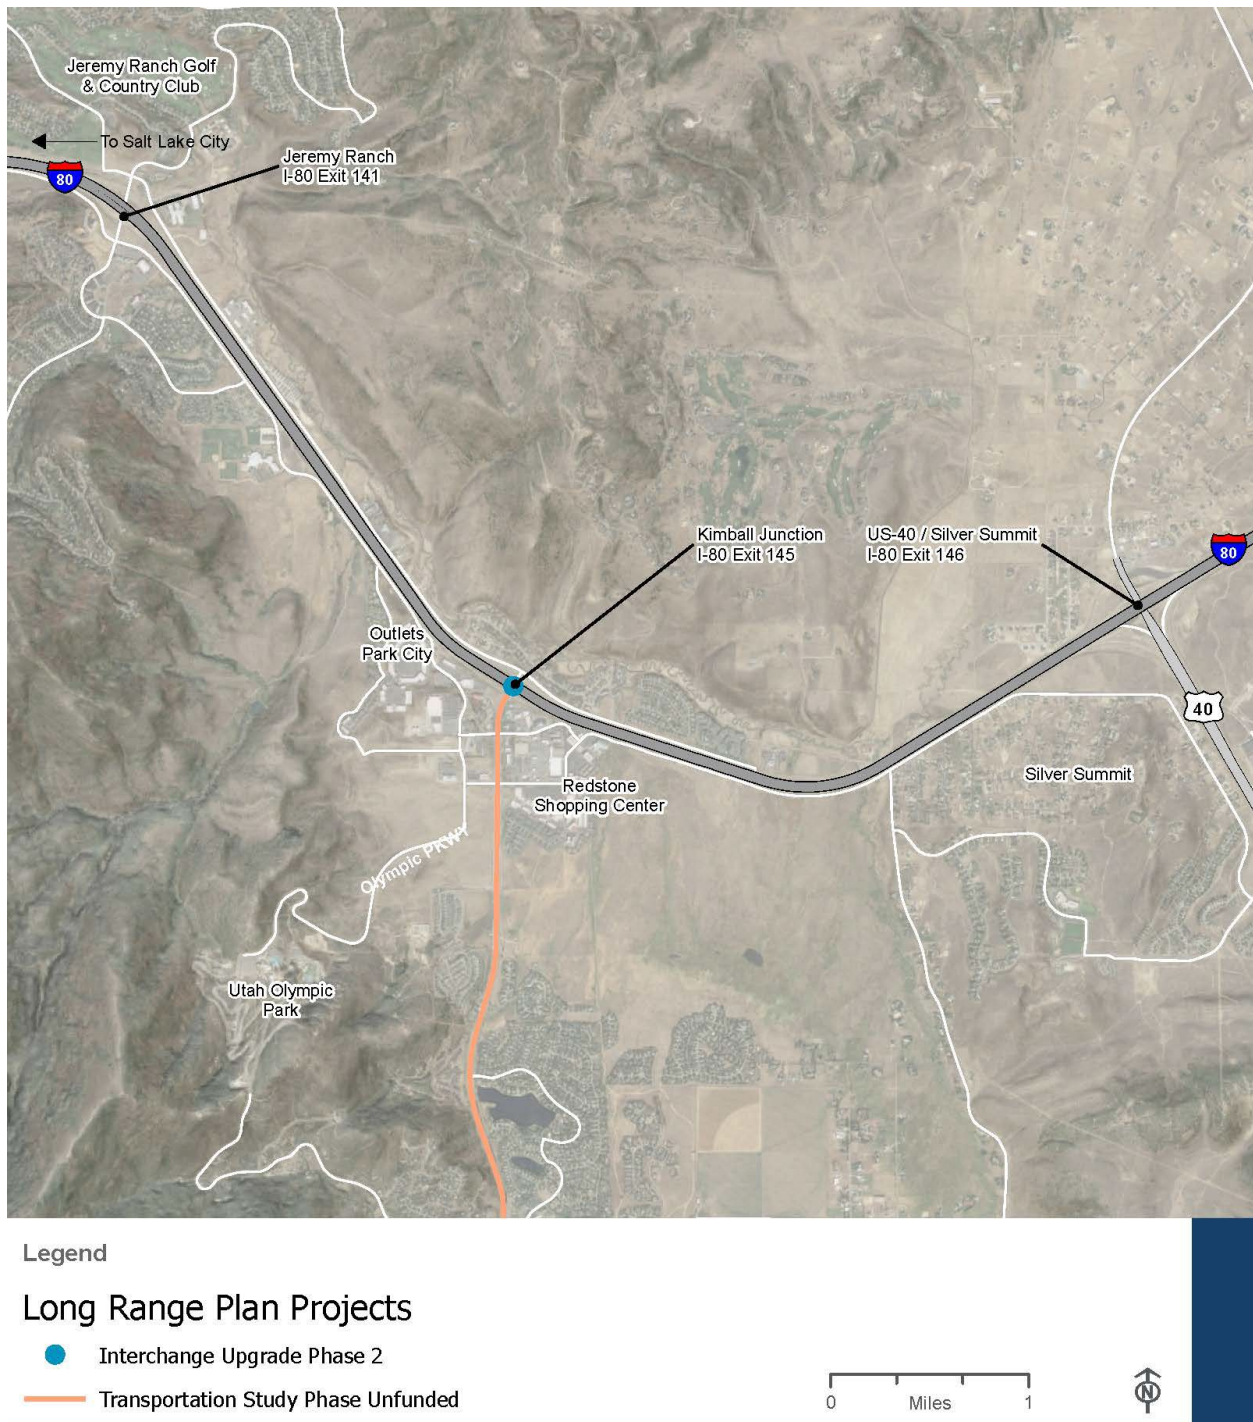 Jeremy Ranch Golf
& Country Club
To Salt Lake City
80
Jeremy Ranch
I-80 Exit 141
Kimball Junction
I-80 Exit 145
US-40 / Silver Summit
I-80 Exit 146
80
Outlets
Park City
40
Silver Summit
Redstone
Shopping Center
Olympic PKWY
Utah Olympic
Park
Legend
Long Range Plan Projects
Interchange Upgrade Phase 2
Transportation Study Phase Unfunded
0 Miles 1
N